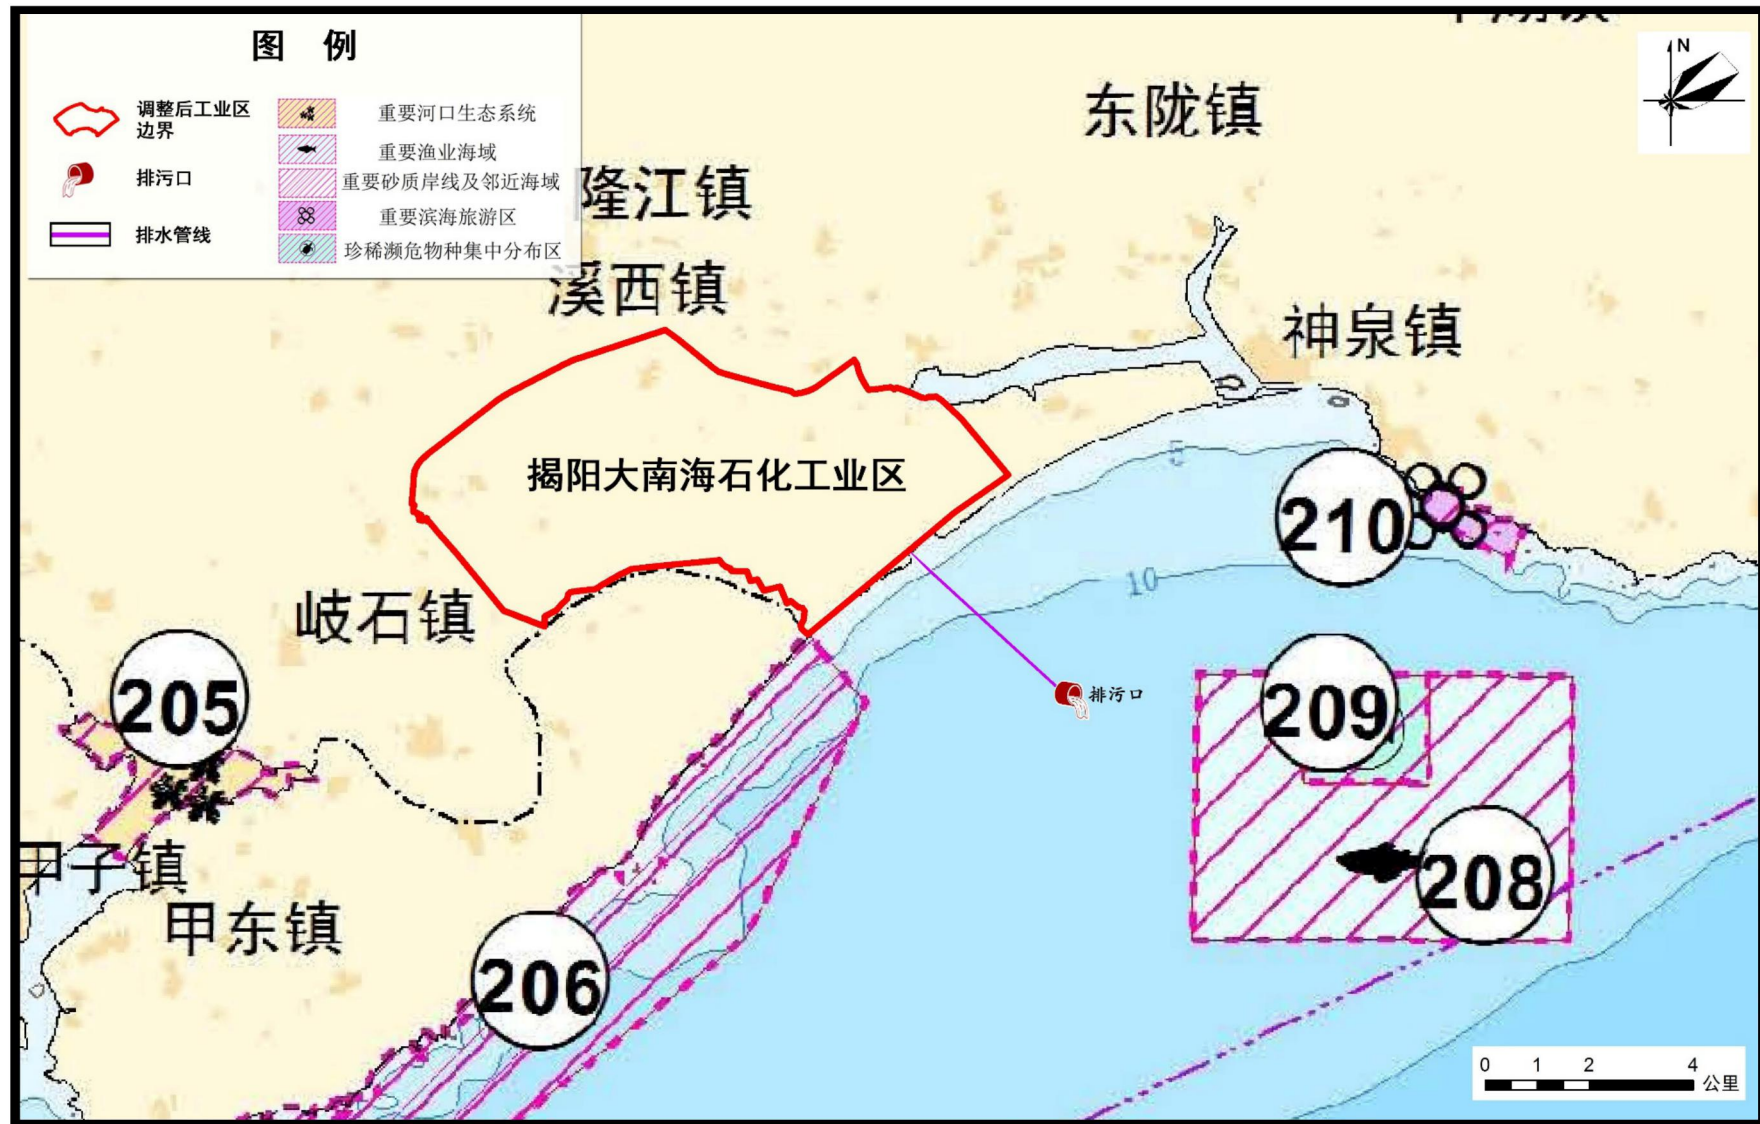 图 例
调整后工业区
边界
排污口
排水管线
重要河口生态系统
重要渔业海域
重要砂质岸线及邻近海域
重要滨海旅游区
珍稀濒危物种集中分布区
N
东陇镇
隆江镇
溪西镇
神泉镇
揭阳大南海石化工业区
5
210
10
岐石镇
205
排污口
209
208
甲子镇
甲东镇
206
0 1 2 4
公里